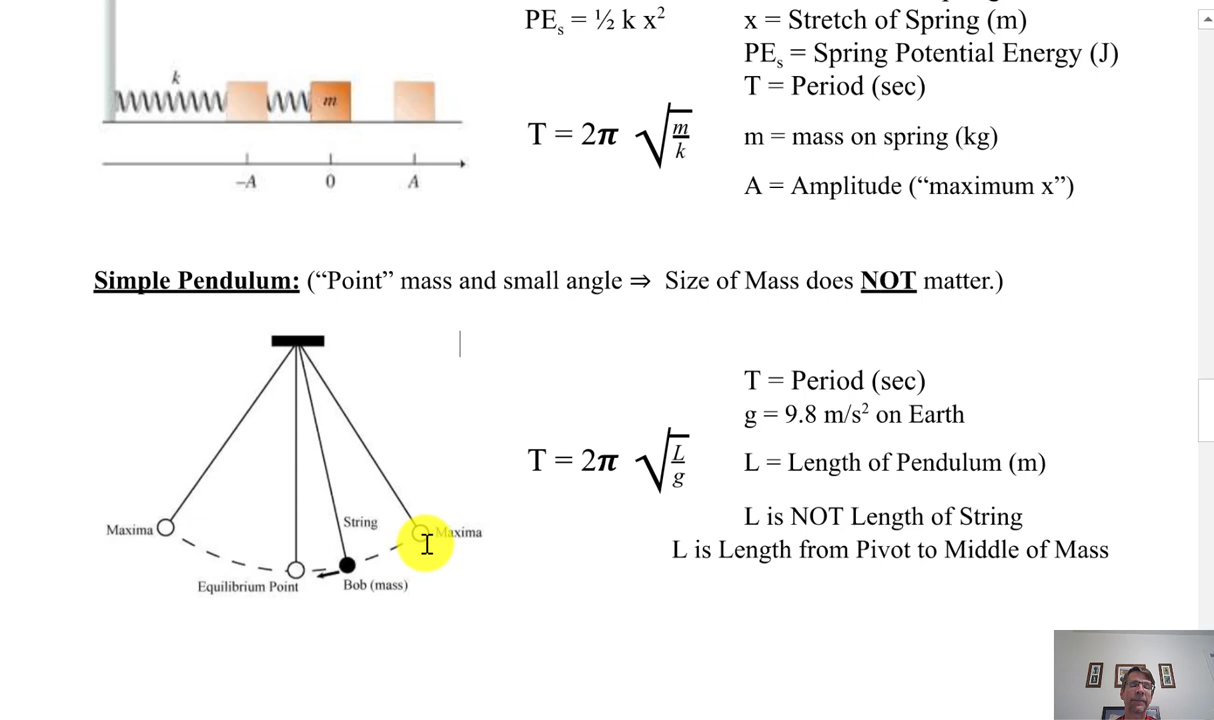 PEₛ = ½ k x²
x = Stretch of Spring (m)
PEₛ = Spring Potential Energy (J)
T = Period (sec)
k
m
T = 2π √(m/k)
m = mass on spring (kg)
–A 0 A
A = Amplitude (“maximum x”)
Simple Pendulum: (“Point” mass and small angle ⇒ Size of Mass does NOT matter.)
T = Period (sec)
g = 9.8 m/s² on Earth
T = 2π √(L/g)
L = Length of Pendulum (m)
L is NOT Length of String
L is Length from Pivot to Middle of Mass
Maxima
String
Maxima
Equilibrium Point
Bob (mass)